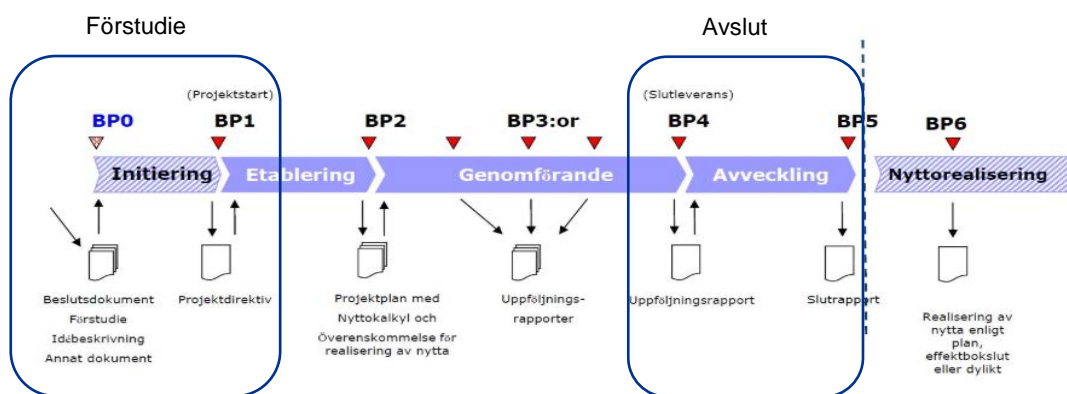 Förstudie
Avslut
(Projektstart)
(Slutleverans)
BP0
BP1
BP2
BP3:or
BP4
BP5
BP6
Initiering
Etablering
Genomförande
Avveckling
Nyttorealisering
Beslutsdokument
Förstudie
Idébeskrivning
Annat dokument
Projektdirektiv
Projektplan med
Nyttokalkyl och
Överenskommelse för
realisering av nytta
Uppföljnings-
rapporter
Uppföljningsrapport
Slutrapport
Realisering av
nytta enligt
plan,
effektbokslut
eller dylikt